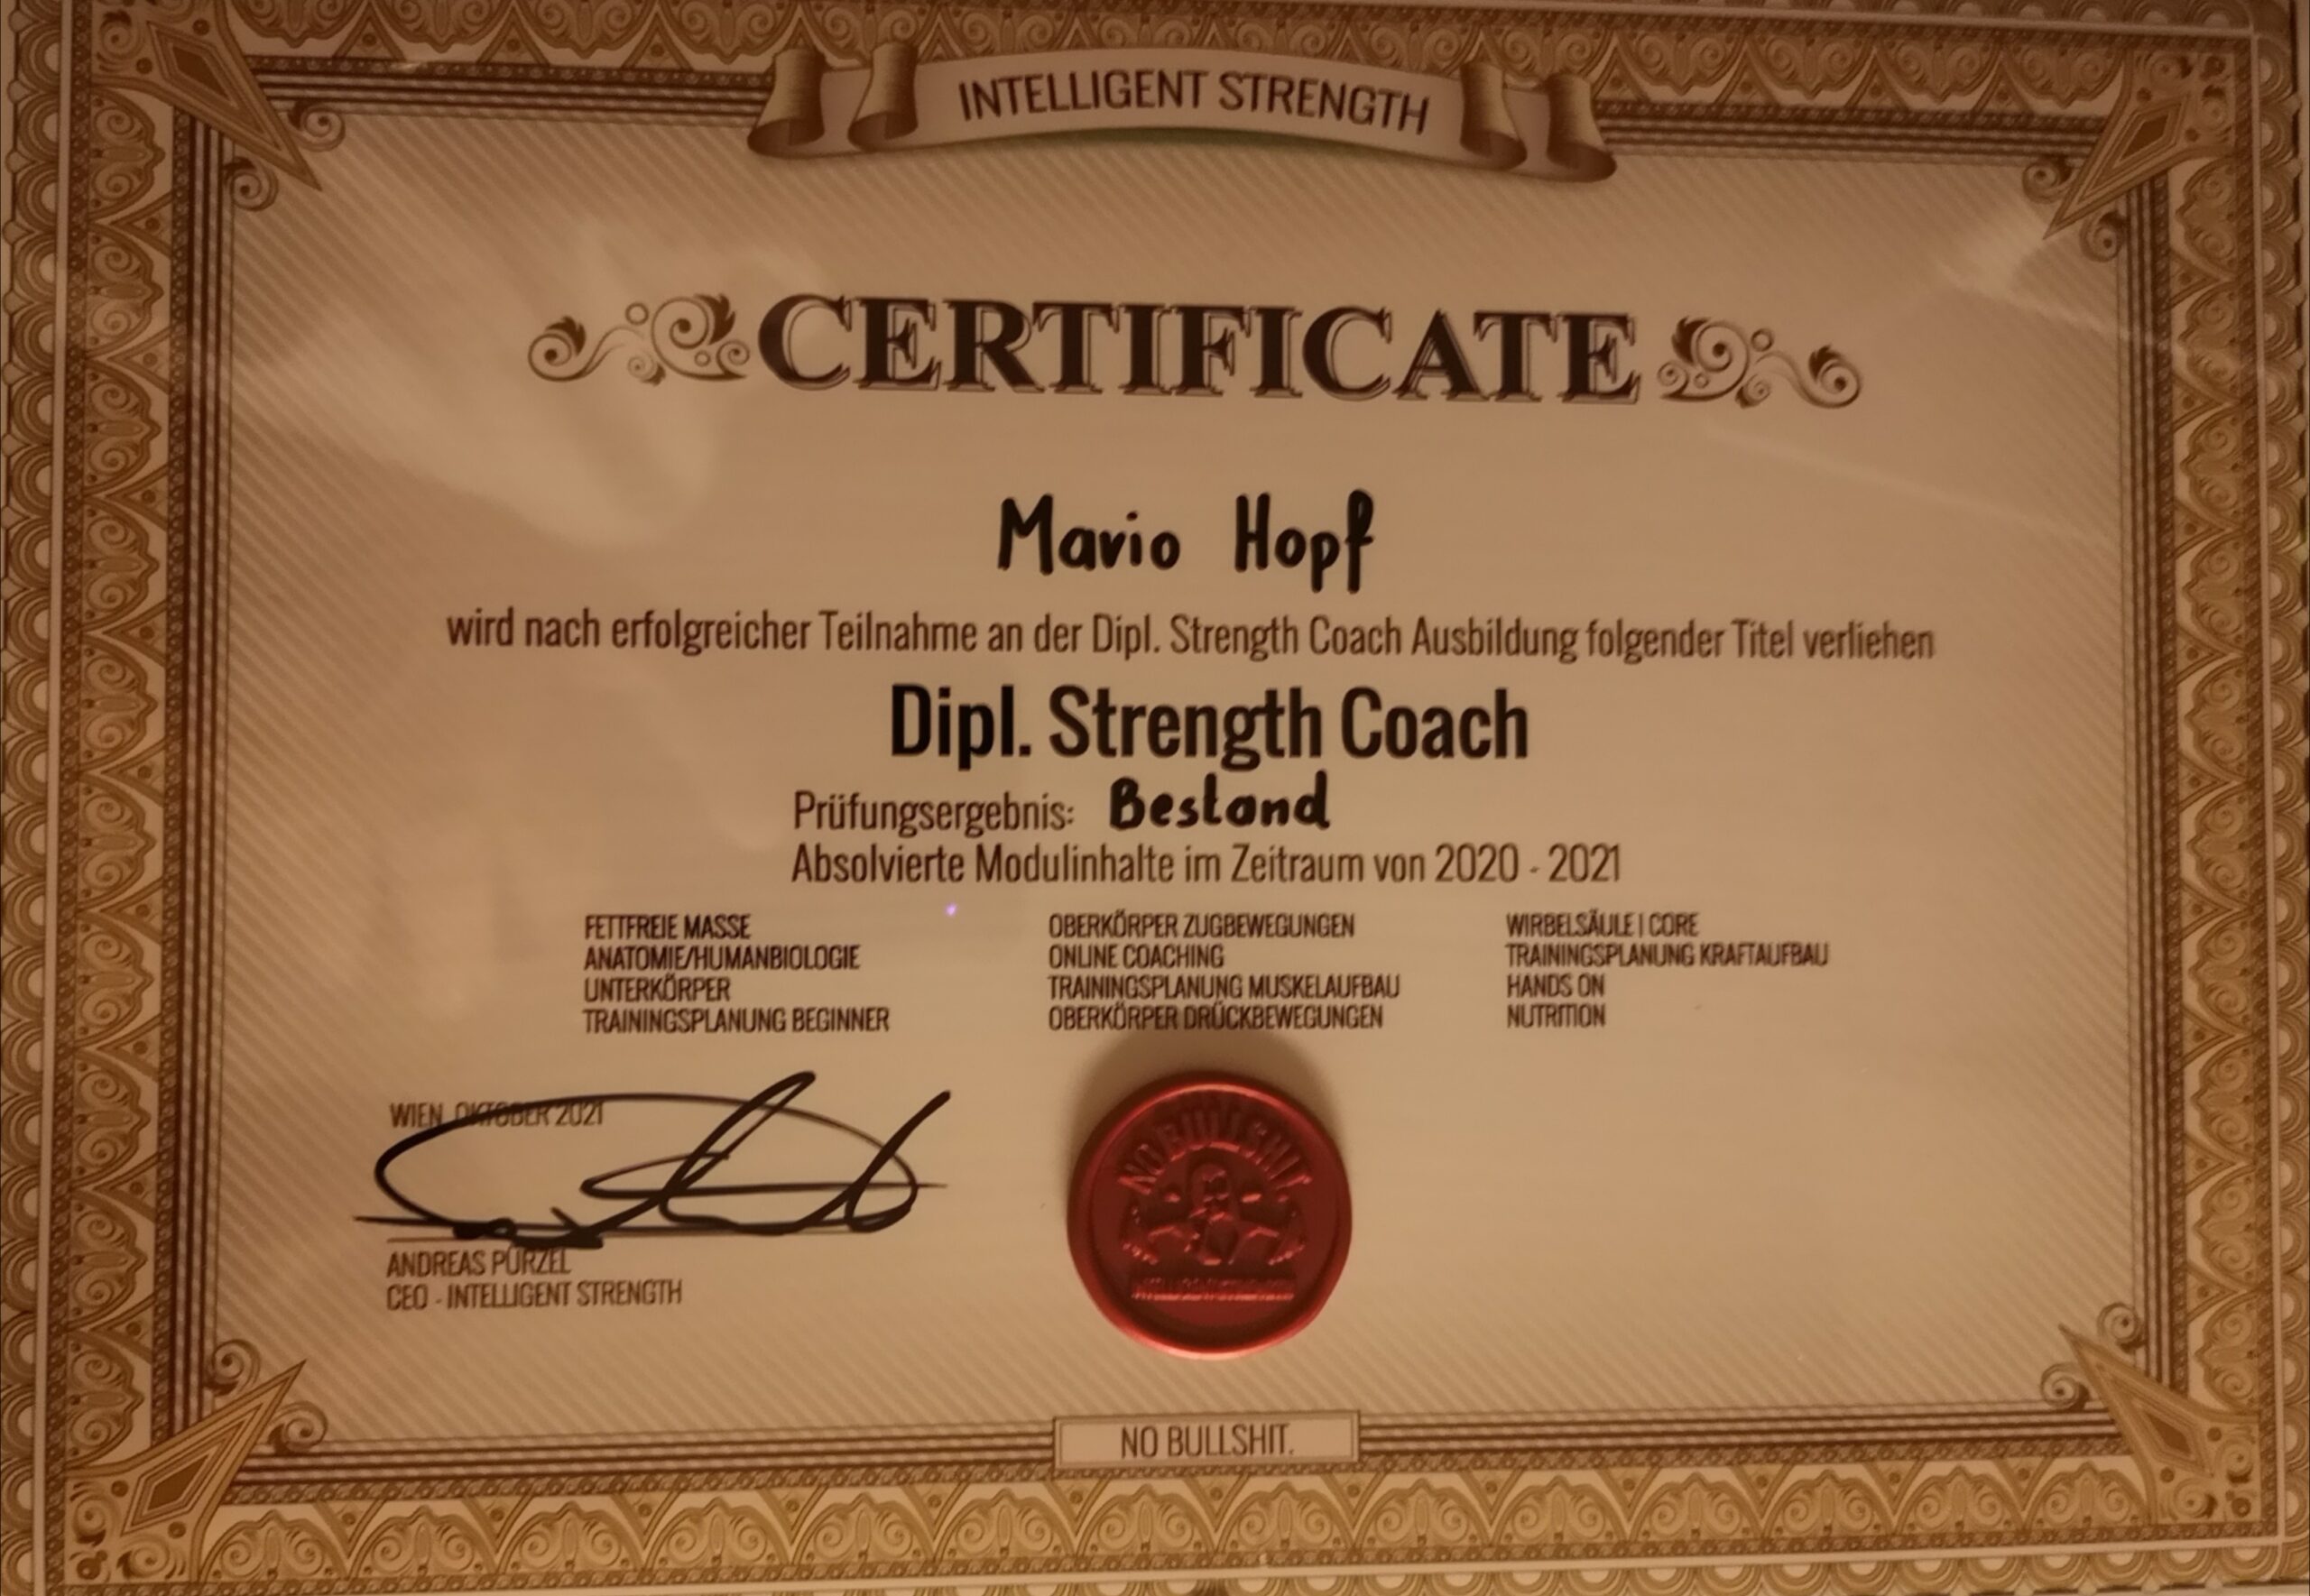 INTELLIGENT STRENGTH
CERTIFICATE
Mario Hopf
wird nach erfolgreicher Teilnahme an der Dipl. Strength Coach Ausbildung folgender Titel verliehen
Dipl. Strength Coach
Prüfungsergebnis: Bestand
Absolvierte Modulinhalte im Zeitraum von 2020 - 2021
FETTFREIE MASSE
ANATOMIE/HUMANBIOLOGIE
UNTERKÖRPER
TRAININGSPLANUNG BEGINNER
OBERKÖRPER ZUGBEWEGUNGEN
ONLINE COACHING
TRAININGSPLANUNG MUSKELAUFBAU
OBERKÖRPER DRÜCKBEWEGUNGEN
WIRBELSÄULE | CORE
TRAININGSPLANUNG KRAFTAUFBAU
HANDS ON
NUTRITION
WIEN, OKTOBER 2021
ANDREAS PÜRZEL
CEO - INTELLIGENT STRENGTH
NO BULLSHIT
NO BULLSHIT.